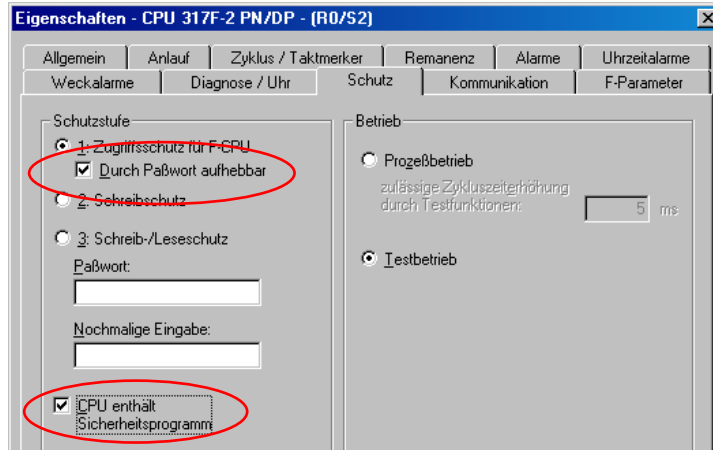 Eigenschaften - CPU 317F-2 PN/DP - (R0/S2)
Allgemein Anlauf Zyklus / Taktmerker Remanenz Alarme Uhrzeitalarme
Weckalarme Diagnose / Uhr Schutz Kommunikation F-Parameter
Schutzstufe
1: Zugriffsschutz für F-CPU
Durch Paßwort aufhebbar
2: Schreibschutz
3: Schreib-/Leseschutz
Paßwort:
Nochmalige Eingabe:
CPU enthält
Sicherheitsprogramm
Betrieb
Prozeßbetrieb
zulässige Zykluszeiterhöhung
durch Testfunktionen:
5 ms
Testbetrieb